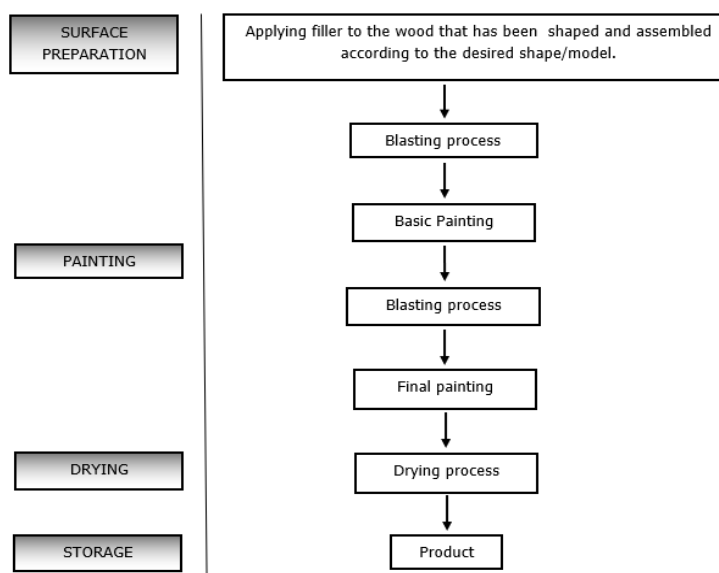 SURFACE
PREPARATION
Applying filler to the wood that has been shaped and assembled
according to the desired shape/model.
Blasting process
Basic Painting
PAINTING
Blasting process
Final painting
DRYING
Drying process
STORAGE
Product